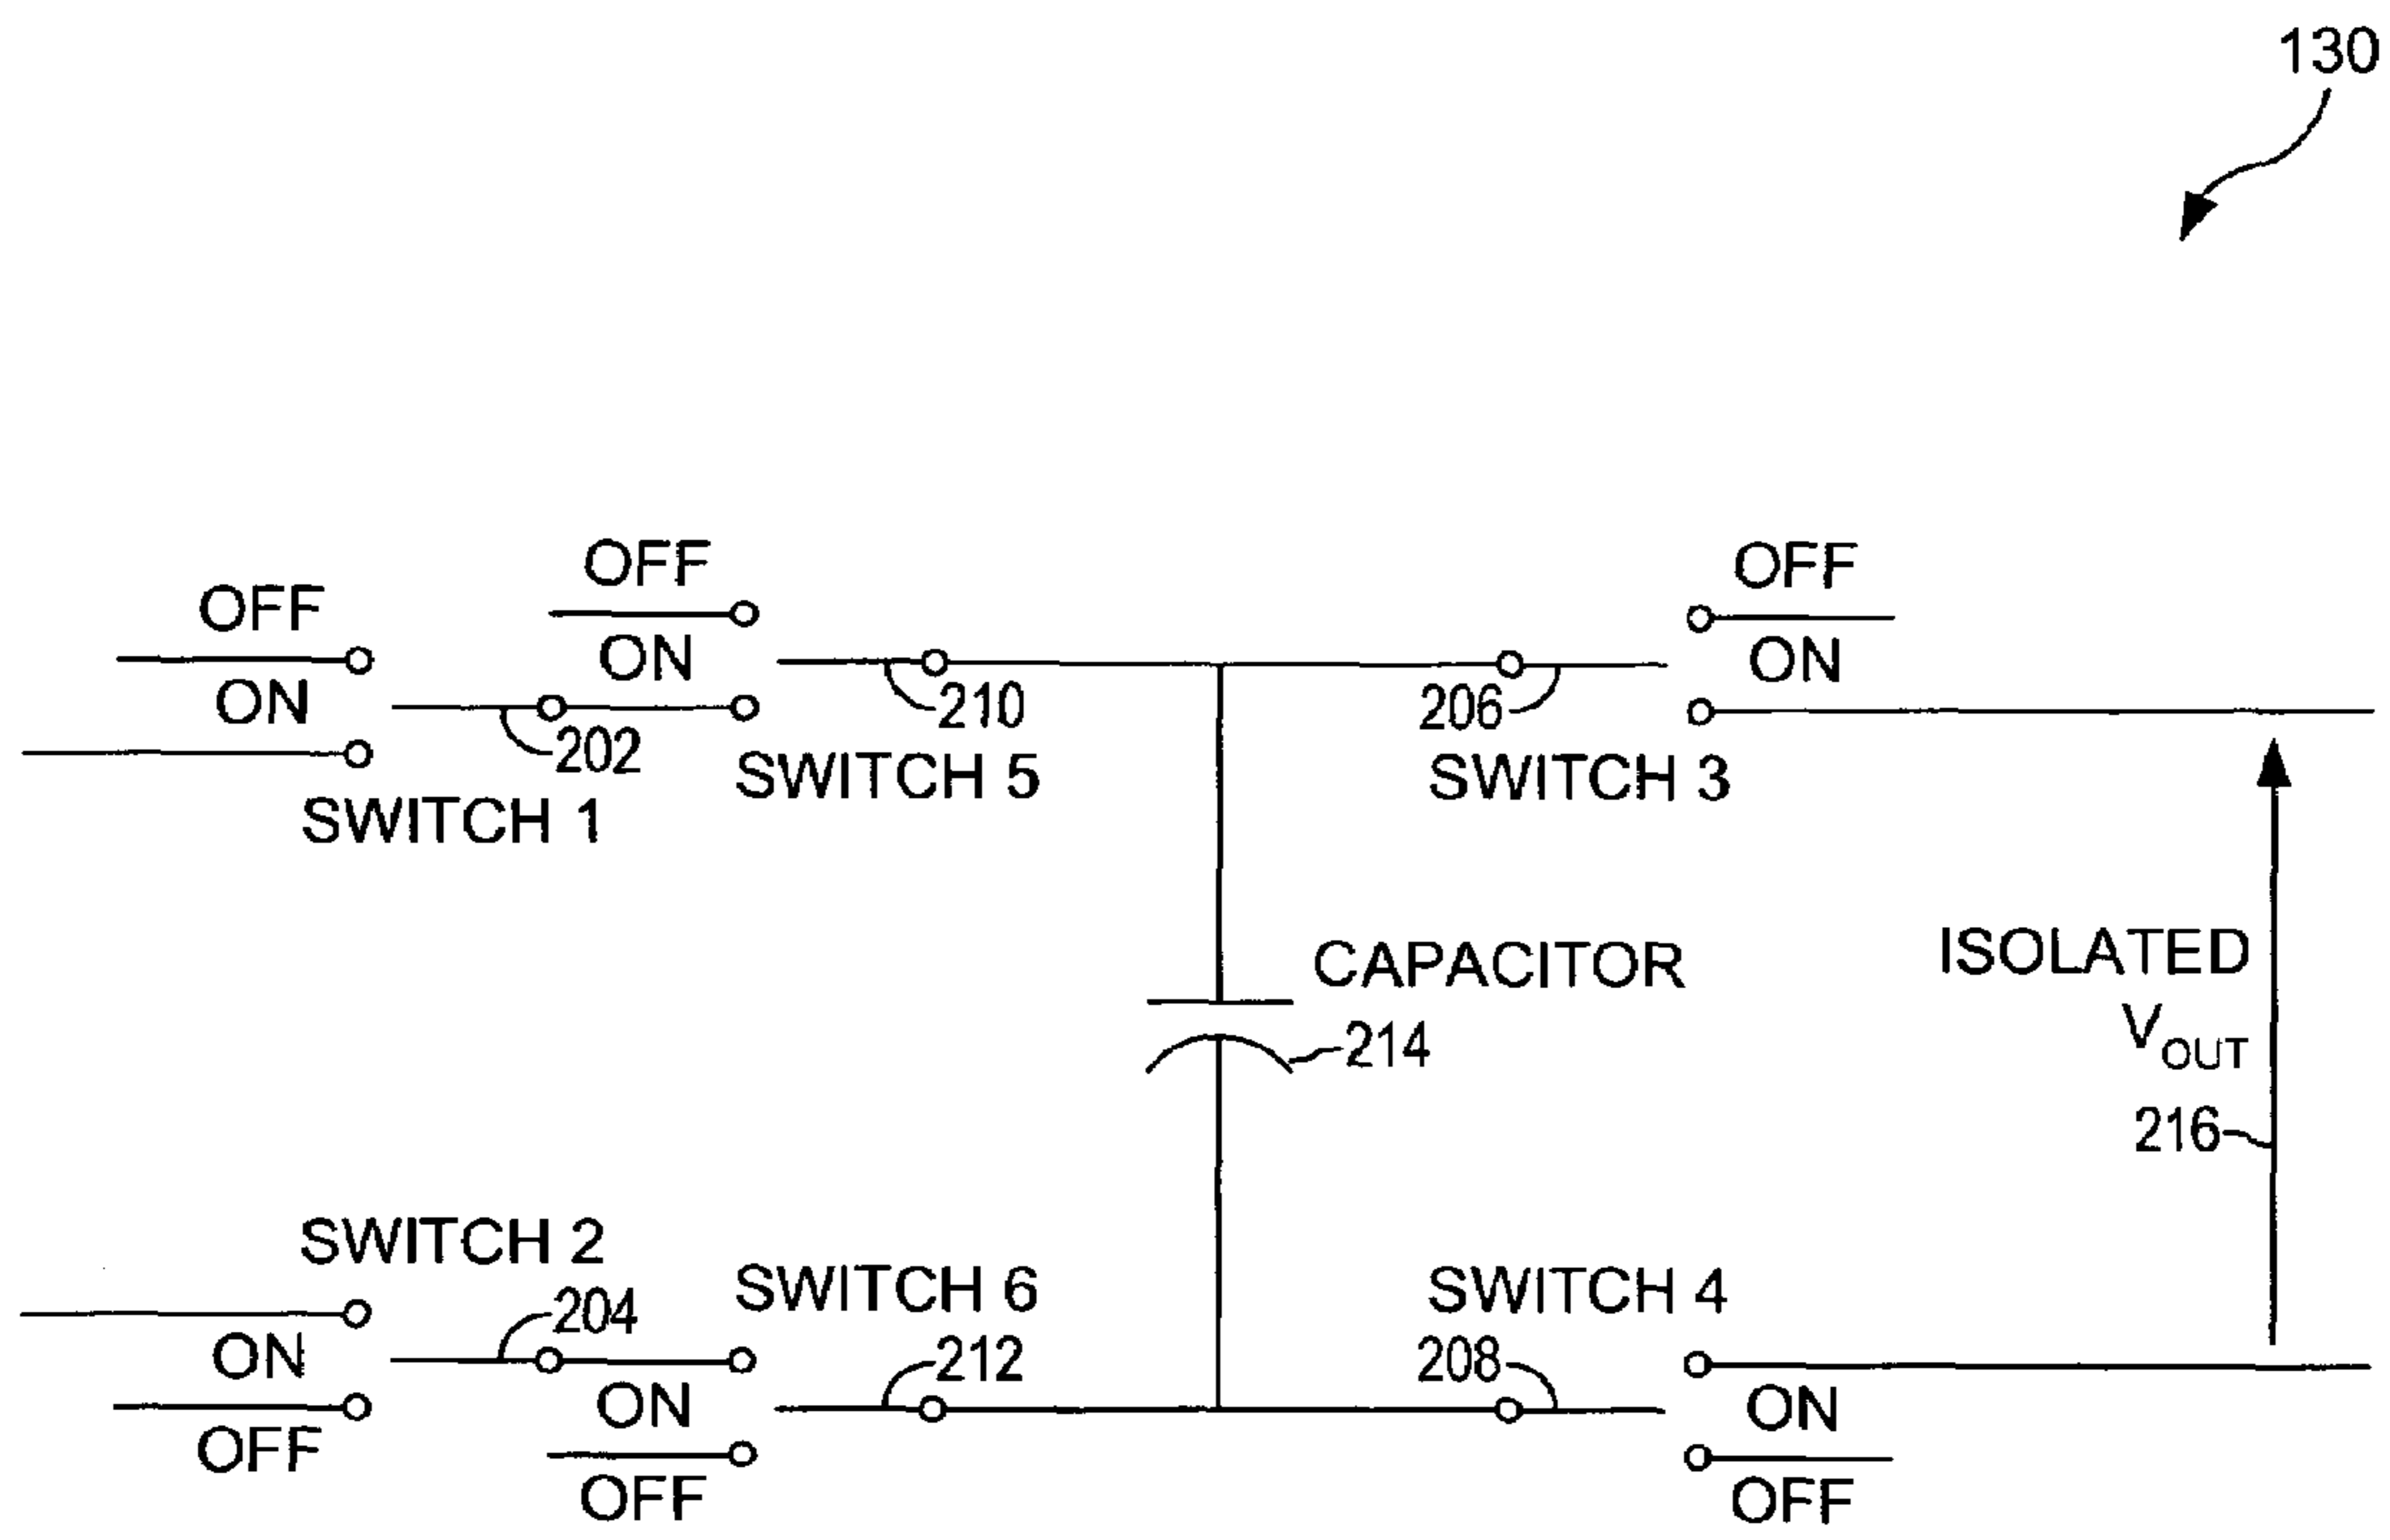 130
OFF
OFF
OFF
ON
ON
ON
210
206
202
SWITCH 5
SWITCH 3
SWITCH 1
CAPACITOR
ISOLATED
214
VOUT
216
SWITCH 2
SWITCH 6
SWITCH 4
204
ON
212
208
ON
ON
OFF
OFF
OFF